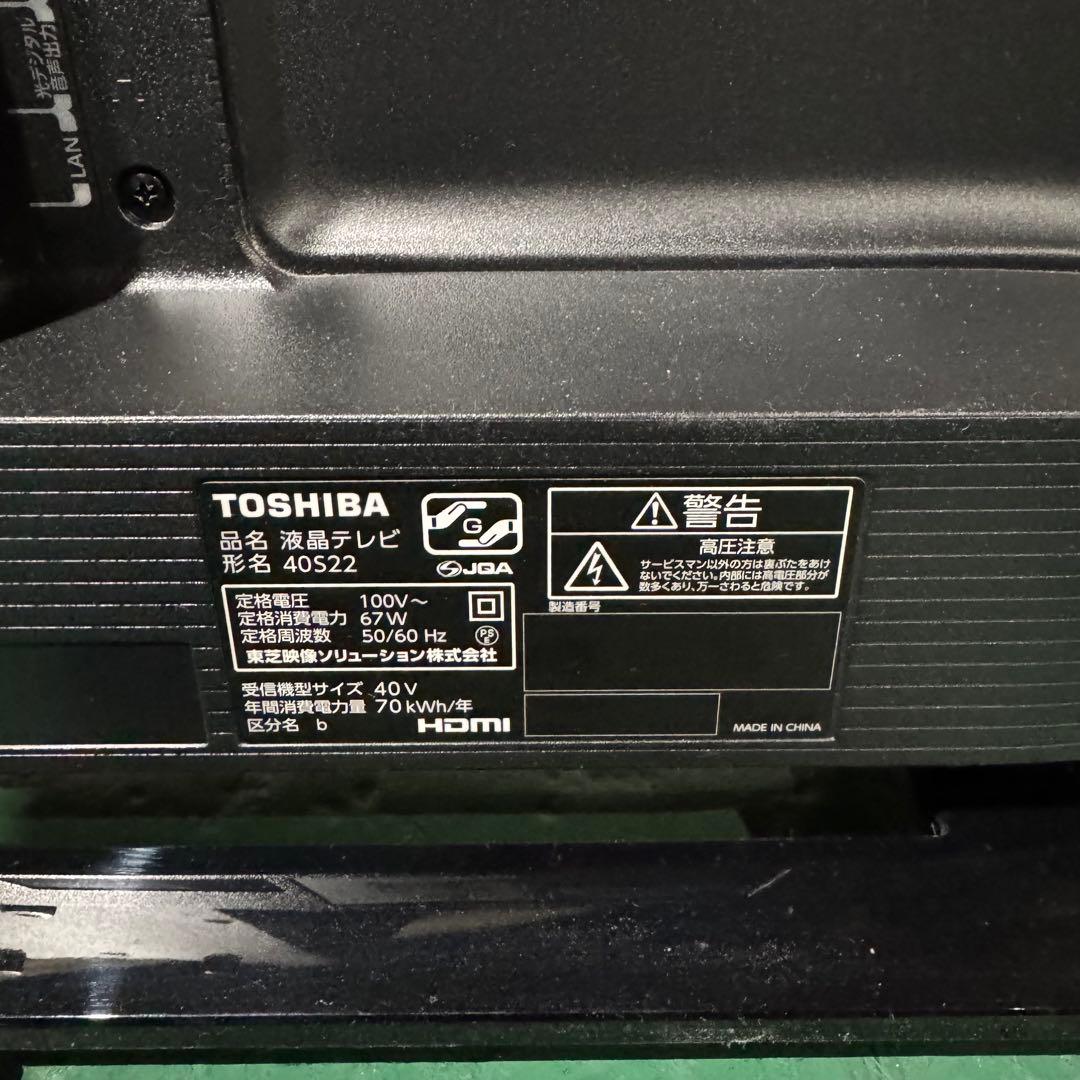 光デジタル
音声出力
LAN
TOSHIBA
品名 液晶テレビ
形名 40S22
G
JQA
定格電圧 100V～
定格消費電力 67W
定格周波数 50/60 Hz
PS
E
東芝映像ソリューション株式会社
受信機型サイズ 40V
年間消費電力量 70kWh/年
区分名 b
HDMI
警告
高圧注意
サービスマン以外の方は裏ぶたをあけ
ないでください。内部には高電圧部分が
数多くあり、万一さわると危険です。
製造番号
MADE IN CHINA